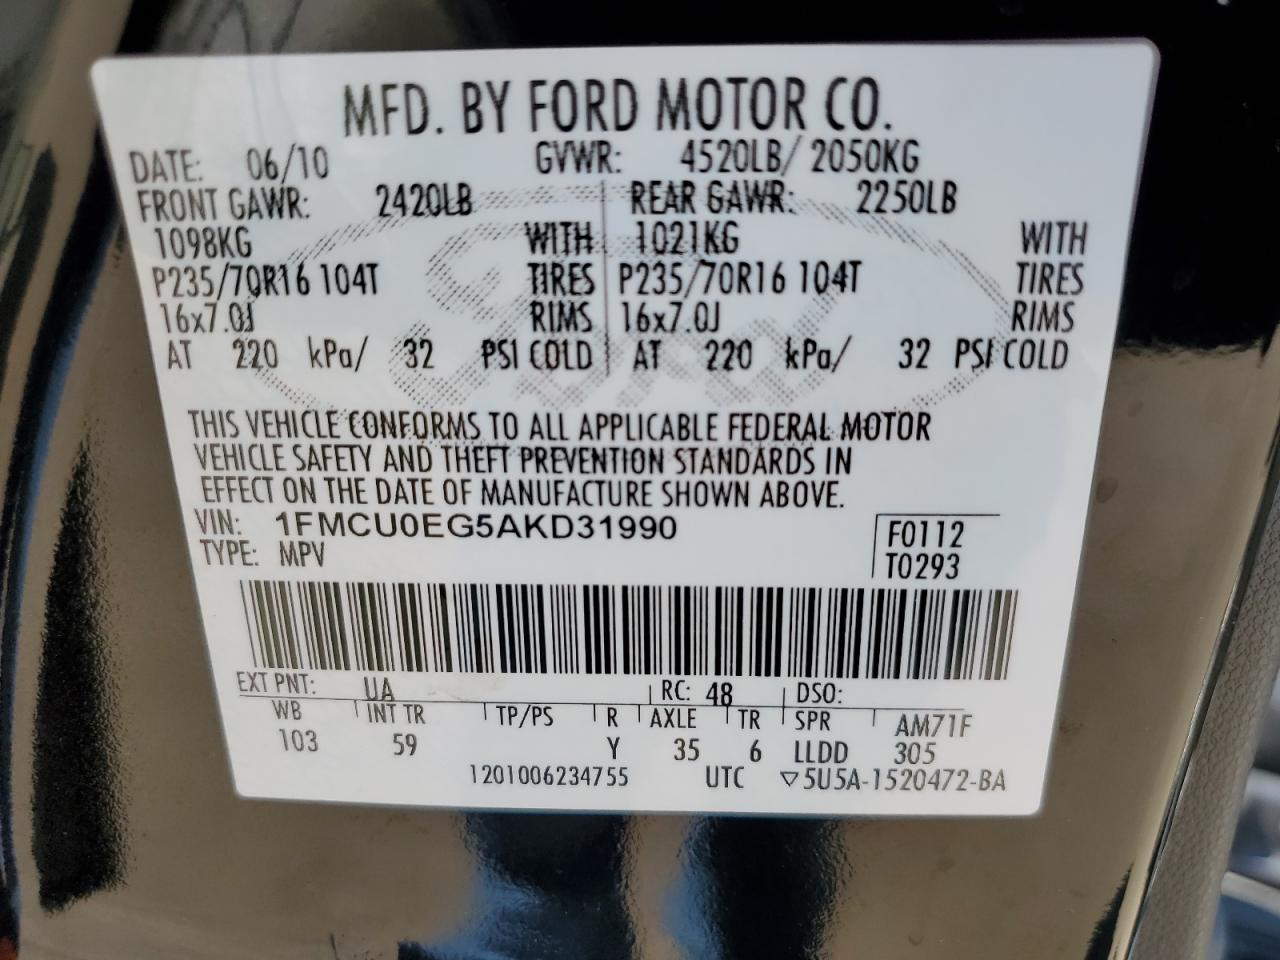 MFD. BY FORD MOTOR CO.
DATE: 06/10 GVWR: 4520LB/ 2050KG
FRONT GAWR: 2420LB REAR GAWR: 2250LB
1098KG WITH 1021KG WITH
P235/70R16 104T TIRES P235/70R16 104T TIRES
16x7.0J RIMS 16x7.0J RIMS
AT 220 kPa/ 32 PSI COLD AT 220 kPa/ 32 PSI COLD
THIS VEHICLE CONFORMS TO ALL APPLICABLE FEDERAL MOTOR
VEHICLE SAFETY AND THEFT PREVENTION STANDARDS IN
EFFECT ON THE DATE OF MANUFACTURE SHOWN ABOVE.
VIN: 1FMCU0EG5AKD31990 F0112
TYPE: MPV T0293
EXT PNT: UA RC: 48 DSO:
WB INT TR TP/PS R AXLE TR SPR AM71F
103 59 Y 35 6 LLDD 305
1201006234755 UTC ▽5U5A-1520472-BA